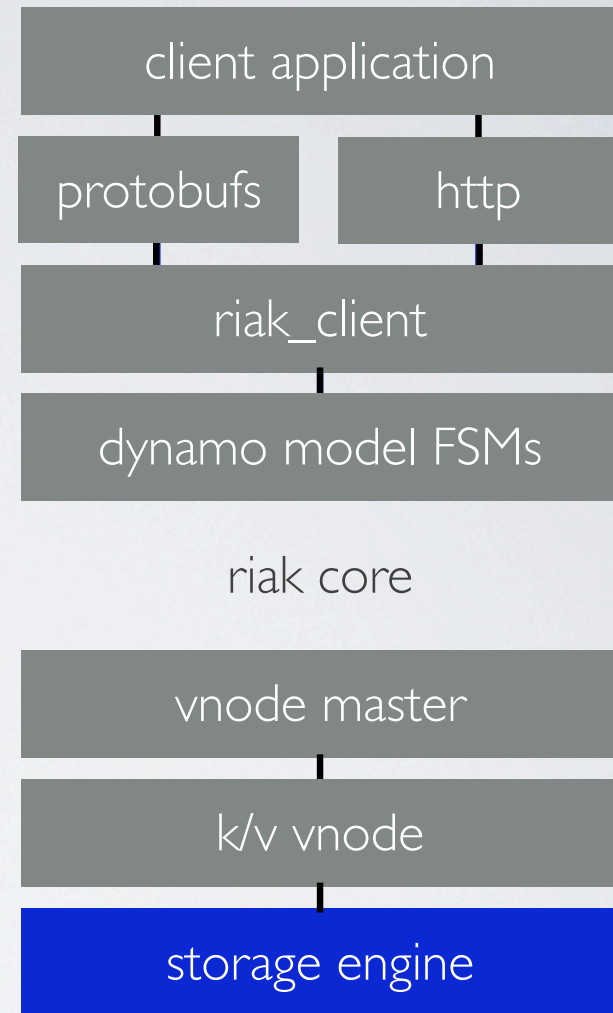 client application
protobufs
http
riak_client
dynamo model FSMs
riak core
vnode master
k/v vnode
storage engine